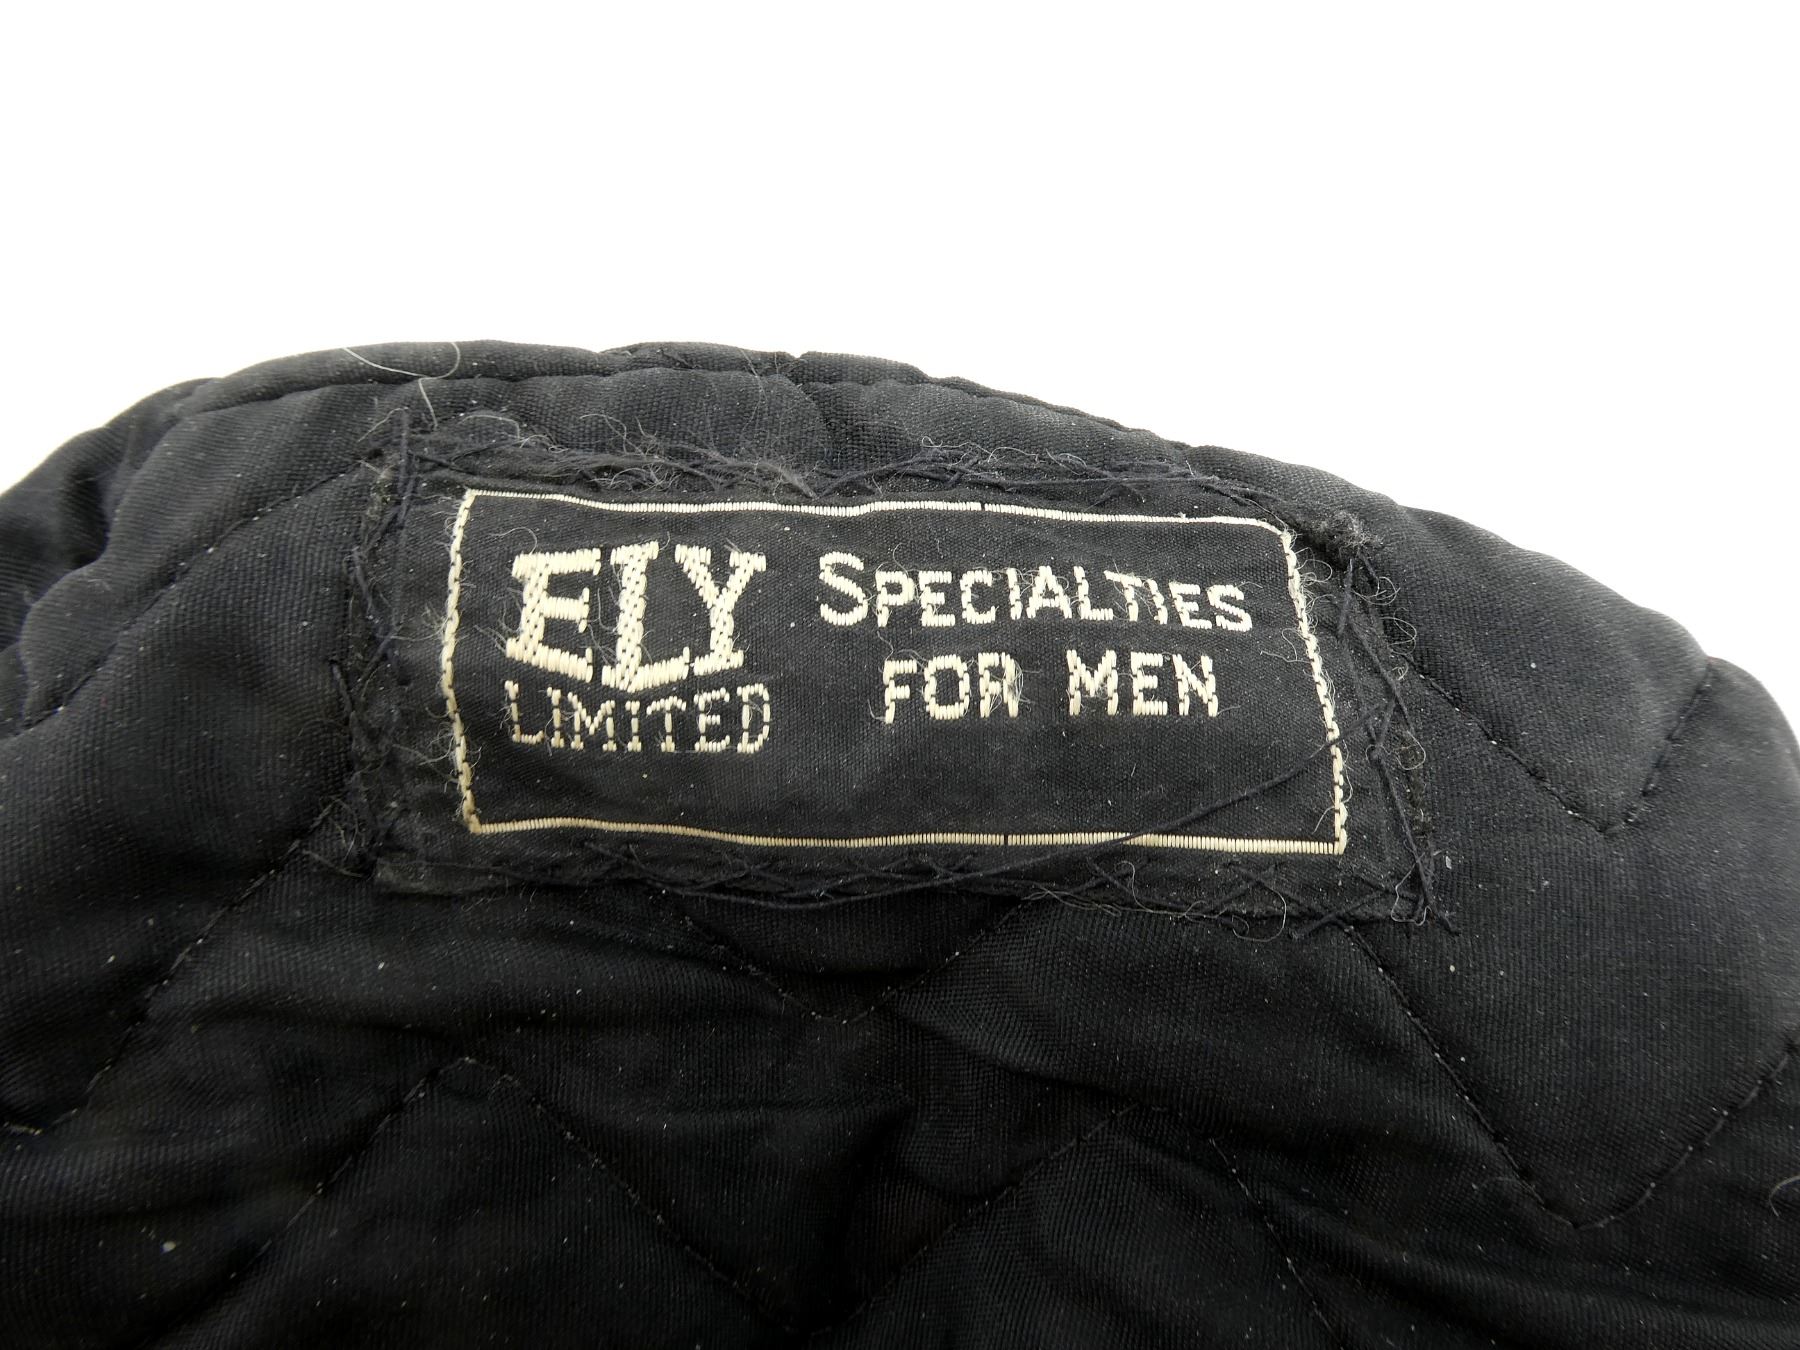 ELY
LIMITED
SPECIALTIES
FOR MEN